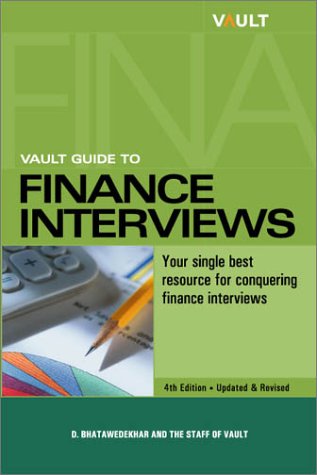 VAULT
FINA
VAULT GUIDE TO
FINANCE
INTERVIEWS
Your single best
resource for conquering
finance interviews
4th Edition • Updated & Revised
D. BHATAWEDEKHAR AND THE STAFF OF VAULT